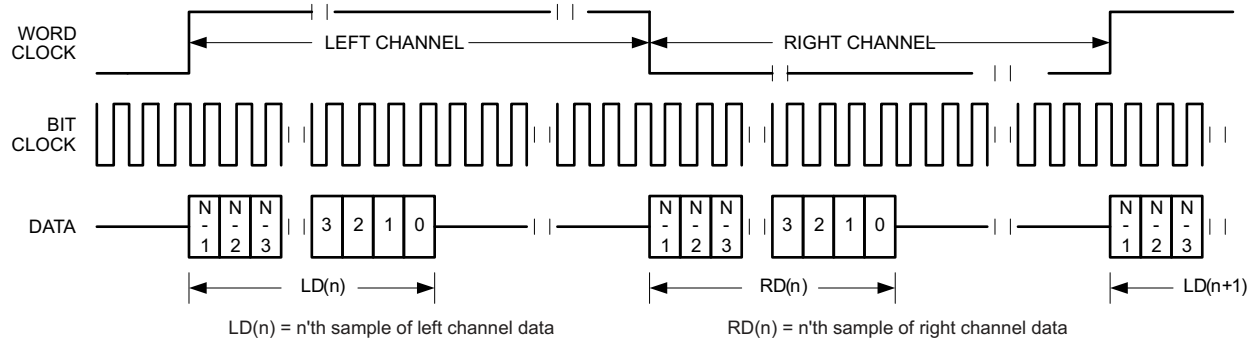 WORD
CLOCK
LEFT CHANNEL
RIGHT CHANNEL
BIT
CLOCK
DATA
N-1 N-2 N-3 3 2 1 0 N-1 N-2 N-3 3 2 1 0 N-1 N-2 N-3
LD(n) RD(n) LD(n+1)
LD(n) = n'th sample of left channel data RD(n) = n'th sample of right channel data